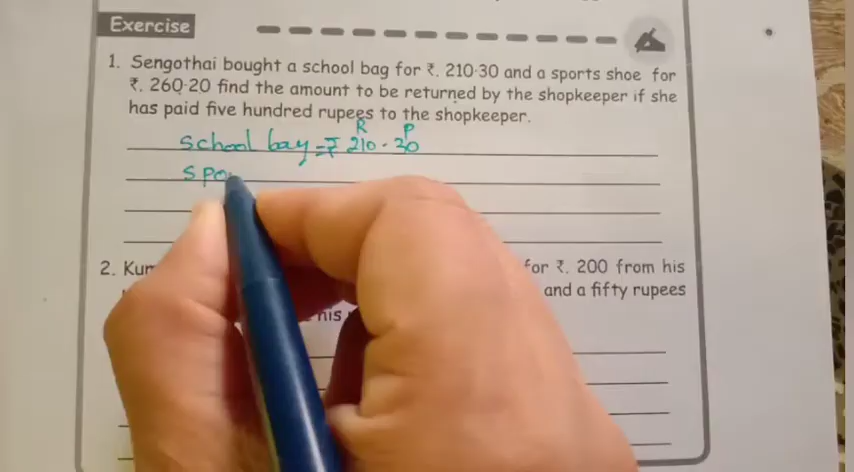 Exercise
1. Sengothai bought a school bag for ₹. 210·30 and a sports shoe for
₹. 260·20 find the amount to be returned by the shopkeeper if she
has paid five hundred rupees to the shopkeeper.
R P
school bag = ₹ 210 · 30
spo
2. Kum for ₹. 200 from his
and a fifty rupees
his